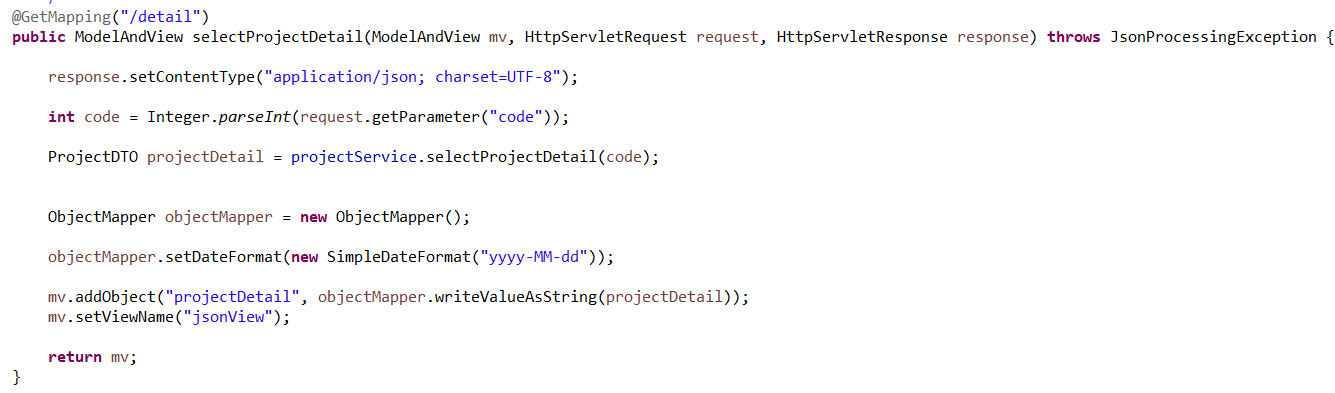 @GetMapping("/detail")
public ModelAndView selectProjectDetail(ModelAndView mv, HttpServletRequest request, HttpServletResponse response) throws JsonProcessingException {
response.setContentType("application/json; charset=UTF-8");
int code = Integer.parseInt(request.getParameter("code"));
ProjectDTO projectDetail = projectService.selectProjectDetail(code);
ObjectMapper objectMapper = new ObjectMapper();
objectMapper.setDateFormat(new SimpleDateFormat("yyyy-MM-dd"));
mv.addObject("projectDetail", objectMapper.writeValueAsString(projectDetail));
mv.setViewName("jsonView");
return mv;
}